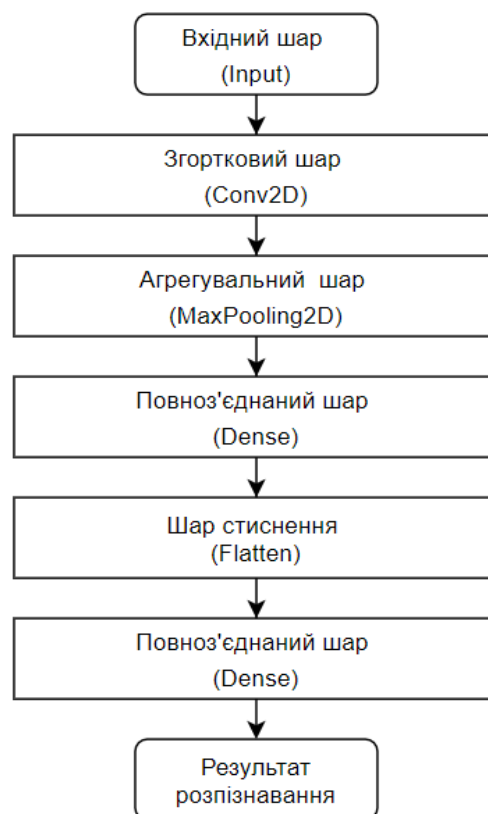 Вхідний шар
(Input)
Згортковий шар
(Conv2D)
Агрегувальний шар
(MaxPooling2D)
Повноз'єднаний шар
(Dense)
Шар стиснення
(Flatten)
Повноз'єднаний шар
(Dense)
Результат
розпізнавання